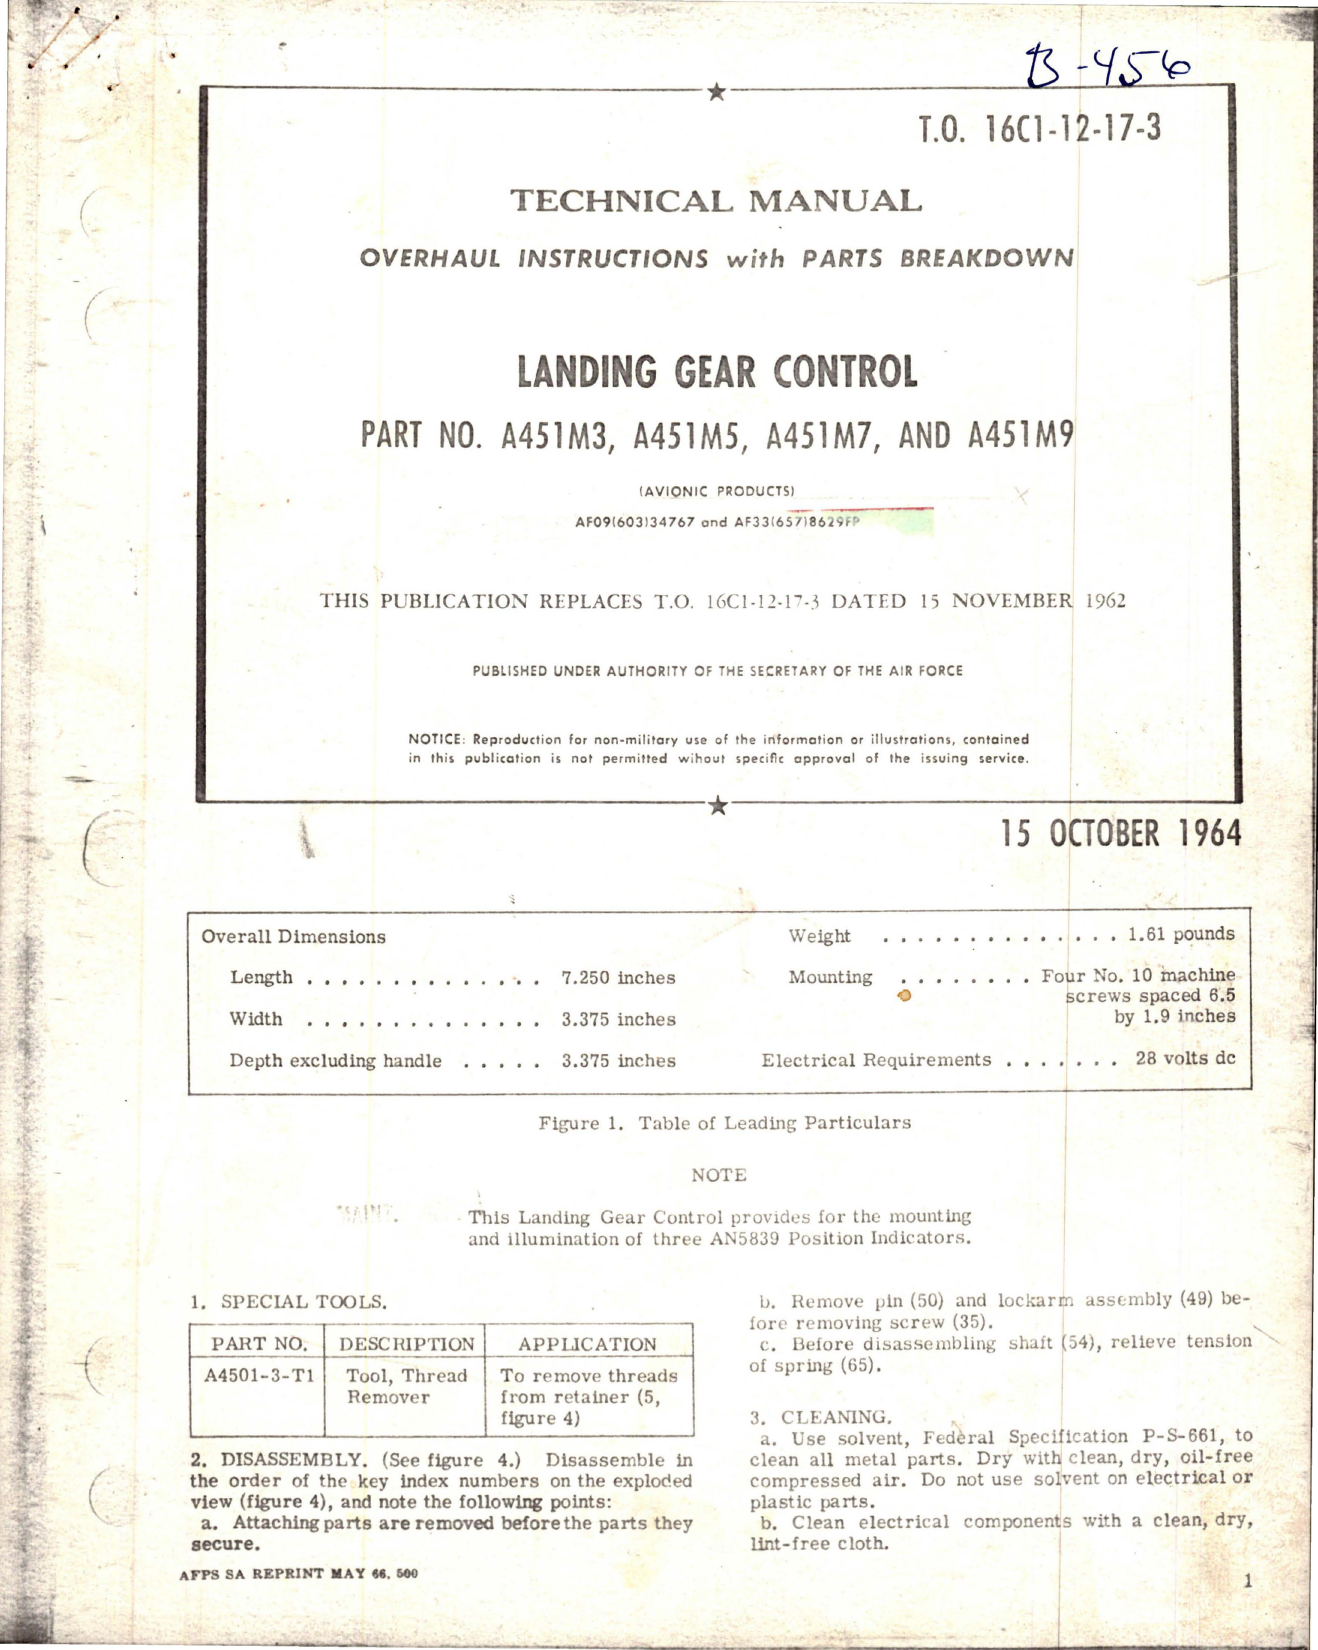 B-456
T.O. 16C1-12-17-3
TECHNICAL MANUAL
OVERHAUL INSTRUCTIONS with PARTS BREAKDOWN
LANDING GEAR CONTROL
PART NO. A451M3, A451M5, A451M7, AND A451M9
(AVIONIC PRODUCTS)
AF09(603)34767 and AF33(657)8629FP
THIS PUBLICATION REPLACES T.O. 16C1-12-17-3 DATED 15 NOVEMBER 1962
PUBLISHED UNDER AUTHORITY OF THE SECRETARY OF THE AIR FORCE
NOTICE: Reproduction for non-military use of the information or illustrations, contained
in this publication is not permitted wihout specific approval of the issuing service.
15 OCTOBER 1964
Overall Dimensions
Length . . . . . . . . . . . . . . 7.250 inches
Width . . . . . . . . . . . . . . 3.375 inches
Depth excluding handle . . . . . 3.375 inches
Weight . . . . . . . . . . . . . . 1.61 pounds
Mounting . . . . . . . . Four No. 10 machine
screws spaced 6.5
by 1.9 inches
Electrical Requirements . . . . . . . 28 volts dc
Figure 1. Table of Leading Particulars
NOTE
MAINT.
This Landing Gear Control provides for the mounting
and illumination of three AN5839 Position Indicators.
1. SPECIAL TOOLS.
PART NO. DESCRIPTION APPLICATION
A4501-3-T1 Tool, Thread To remove threads
Remover from retainer (5,
figure 4)
2. DISASSEMBLY. (See figure 4.) Disassemble in
the order of the key index numbers on the exploded
view (figure 4), and note the following points:
a. Attaching parts are removed before the parts they
secure.
b. Remove pin (50) and lockarm assembly (49) be-
fore removing screw (35).
c. Before disassembling shaft (54), relieve tension
of spring (65).
3. CLEANING.
a. Use solvent, Federal Specification P-S-661, to
clean all metal parts. Dry with clean, dry, oil-free
compressed air. Do not use solvent on electrical or
plastic parts.
b. Clean electrical components with a clean, dry,
lint-free cloth.
AFPS SA REPRINT MAY 66, 500
1